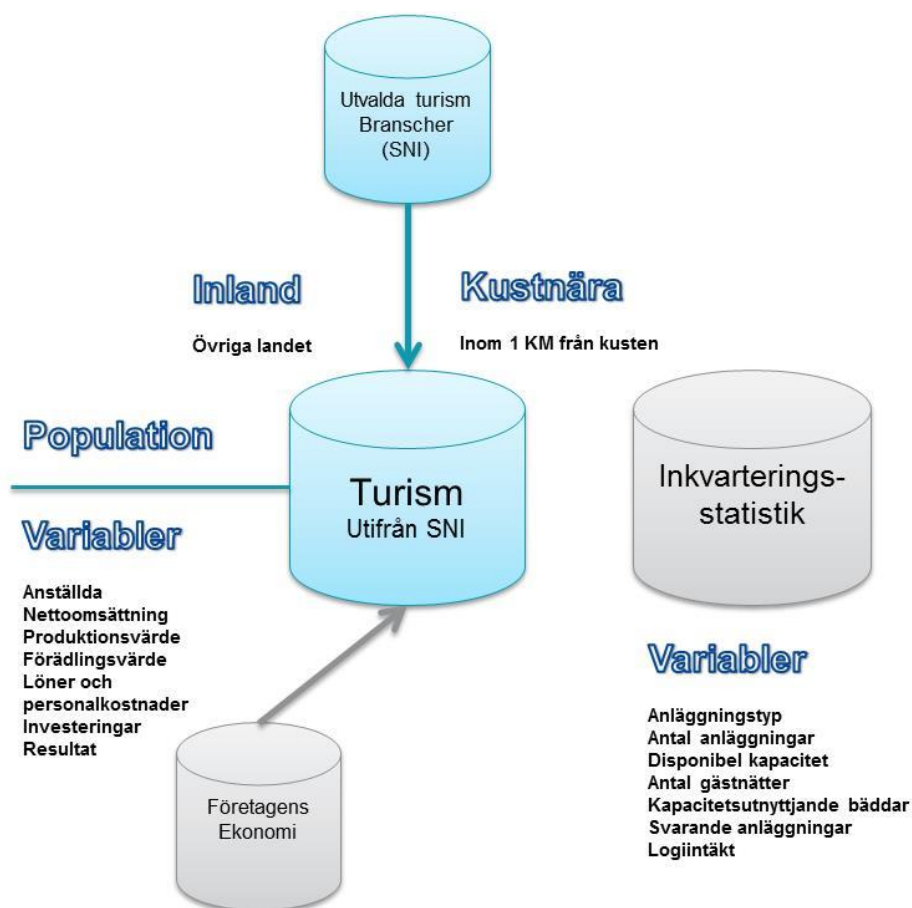 Utvalda turism
Branscher
(SNI)
Inland
Kustnära
Övriga landet
Inom 1 KM från kusten
Population
Turism
Utifrån SNI
Inkvarterings-
statistik
Variabler
Anställda
Nettoomsättning
Produktionsvärde
Förädlingsvärde
Löner och
personalkostnader
Investeringar
Resultat
Variabler
Anläggningstyp
Antal anläggningar
Disponibel kapacitet
Antal gästnätter
Kapacitetsutnyttjande bäddar
Svarande anläggningar
Logiintäkt
Företagens
Ekonomi